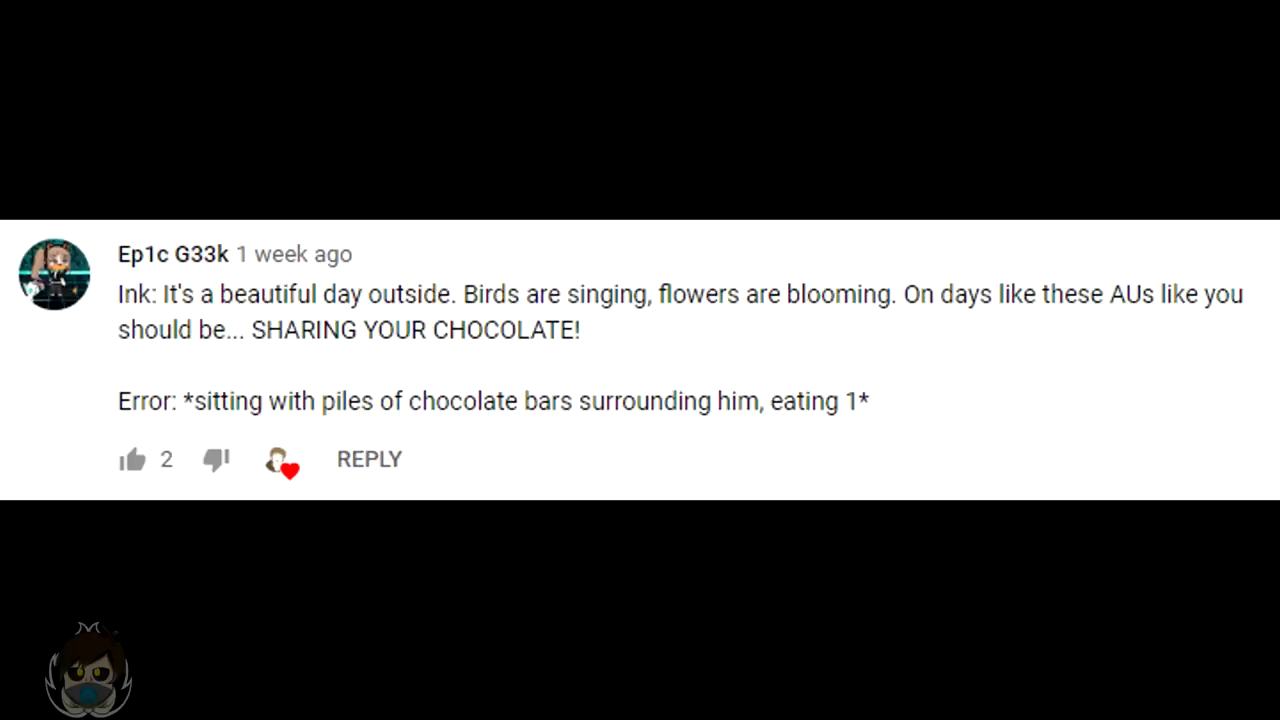 Ep1c G33k 1 week ago
Ink: It's a beautiful day outside. Birds are singing, flowers are blooming. On days like these AUs like you
should be... SHARING YOUR CHOCOLATE!
Error: *sitting with piles of chocolate bars surrounding him, eating 1*
2 REPLY